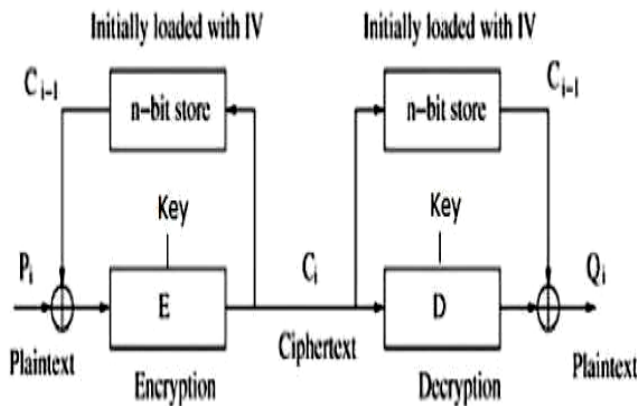 Initially loaded with IV Initially loaded with IV
C i−1 n−bit store n−bit store C i−1
Key Key
P i E C i D Q i
Plaintext Ciphertext Plaintext
Encryption Decryption